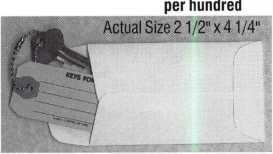 per hundred
Actual Size 2 1/2" x 4 1/4"
KEYS FOR